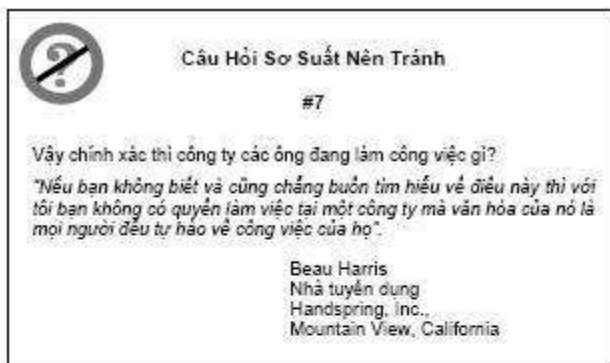 Câu Hỏi Sơ Suất Nên Tránh
#7
Vậy chính xác thì công ty các ông đang làm công việc gì?
"Nếu bạn không biết và cũng chẳng buồn tìm hiểu về điều này thì với
tôi bạn không có quyền làm việc tại một công ty mà văn hóa của nó là
mọi người đều tự hào về công việc của họ".
Beau Harris
Nhà tuyển dụng
Handspring, Inc.,
Mountain View, California